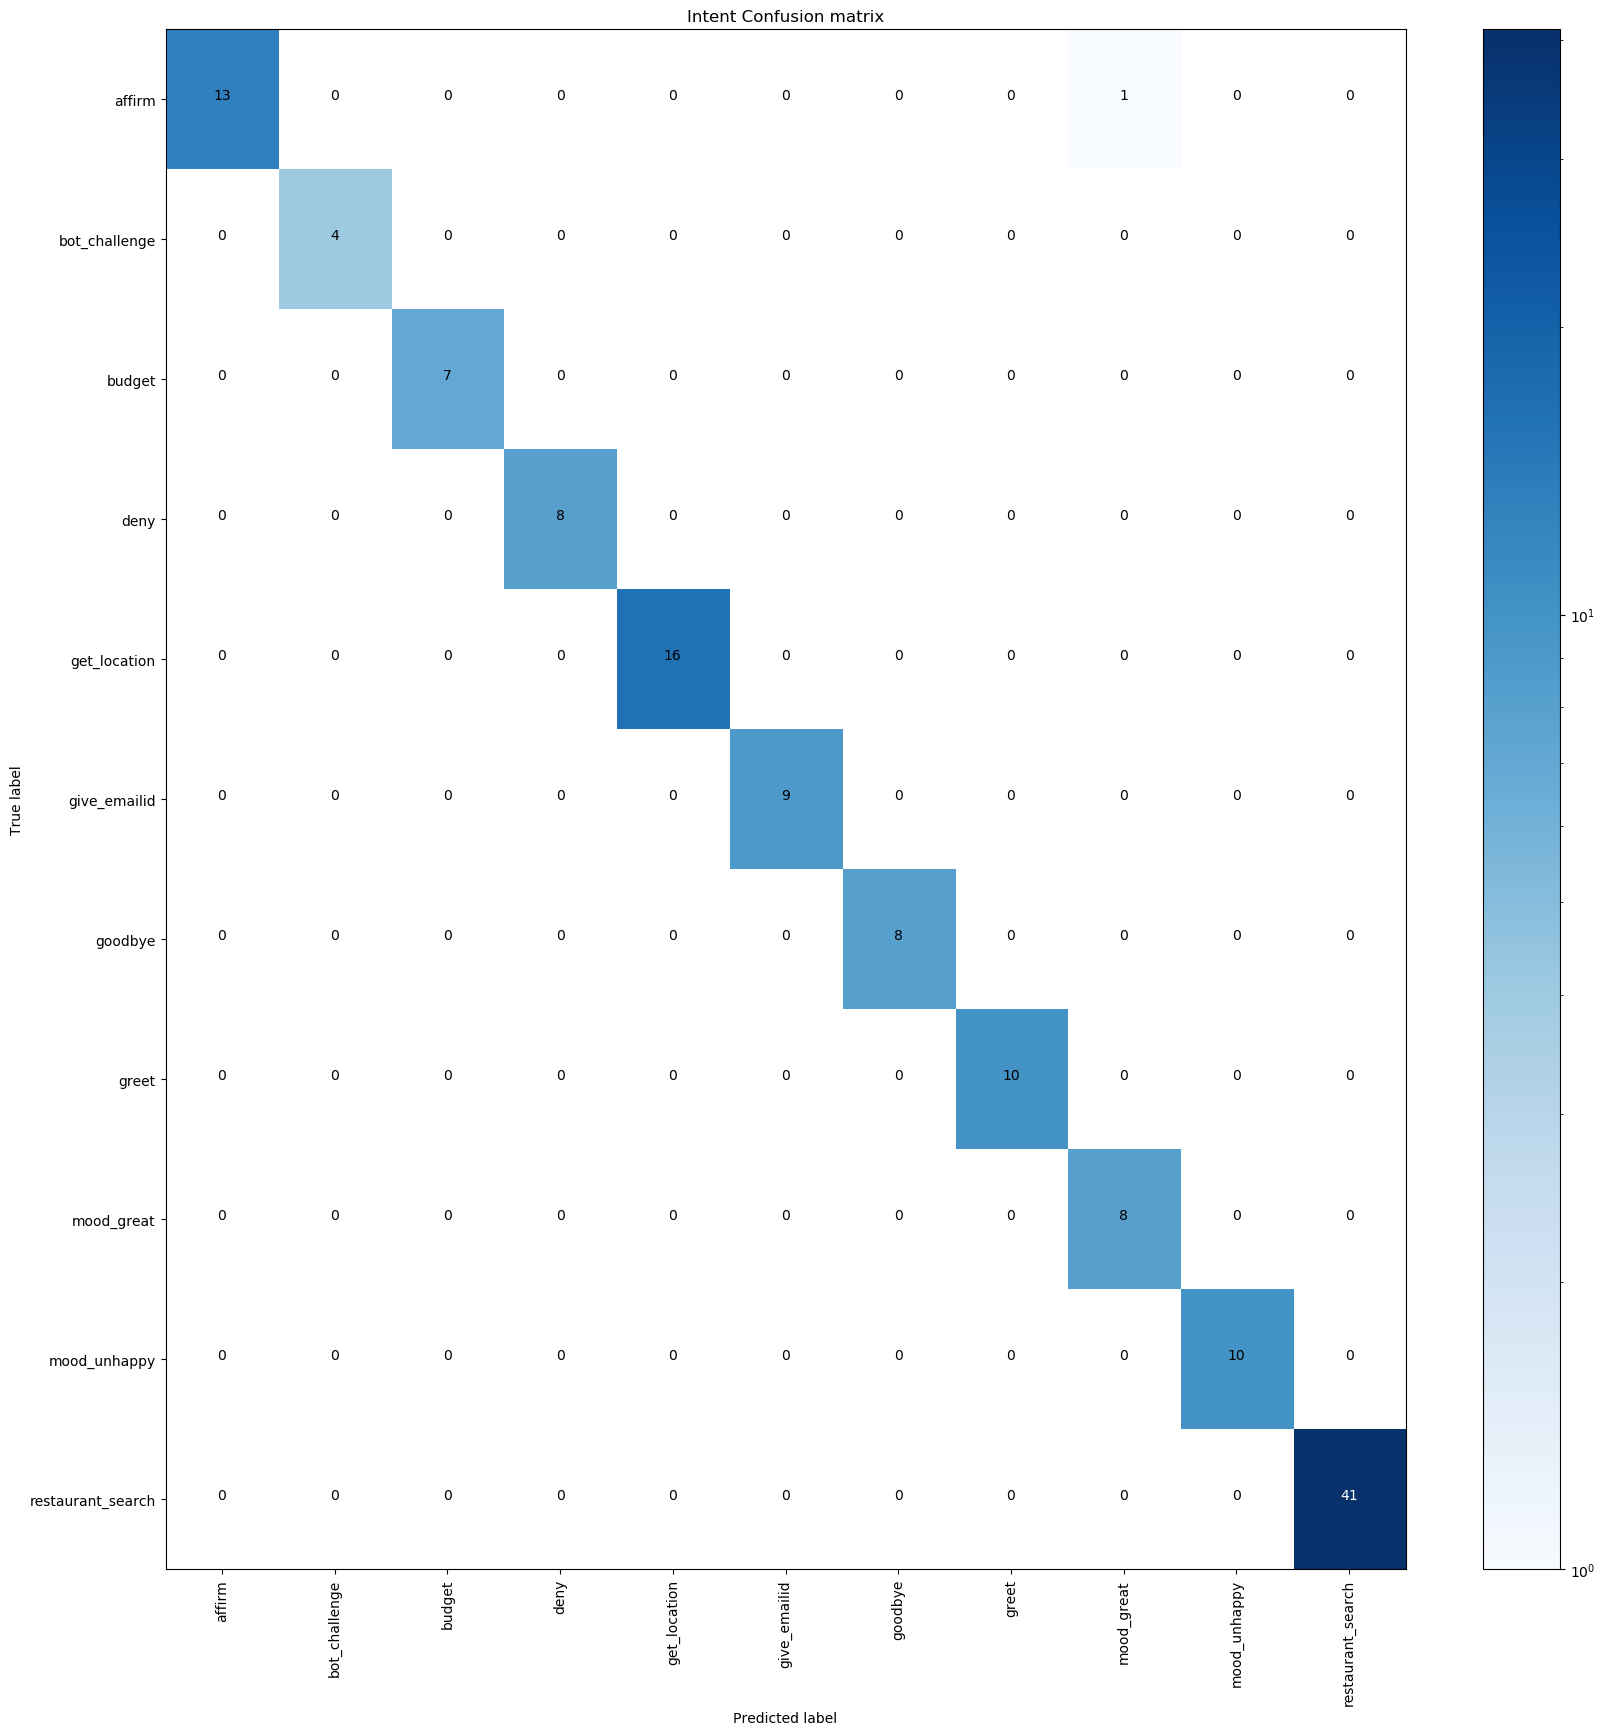 Intent Confusion matrix
affirm 13 0 0 0 0 0 0 0 1 0 0
bot_challenge 0 4 0 0 0 0 0 0 0 0 0
budget 0 0 7 0 0 0 0 0 0 0 0
deny 0 0 0 8 0 0 0 0 0 0 0
10¹
get_location 0 0 0 0 16 0 0 0 0 0 0
True label
give_emailid 0 0 0 0 0 9 0 0 0 0 0
goodbye 0 0 0 0 0 0 8 0 0 0 0
greet 0 0 0 0 0 0 0 10 0 0 0
mood_great 0 0 0 0 0 0 0 0 8 0 0
mood_unhappy 0 0 0 0 0 0 0 0 0 10 0
restaurant_search 0 0 0 0 0 0 0 0 0 0 41
10⁰
affirm
bot_challenge
budget
deny
get_location
give_emailid
goodbye
greet
mood_great
mood_unhappy
restaurant_search
Predicted label